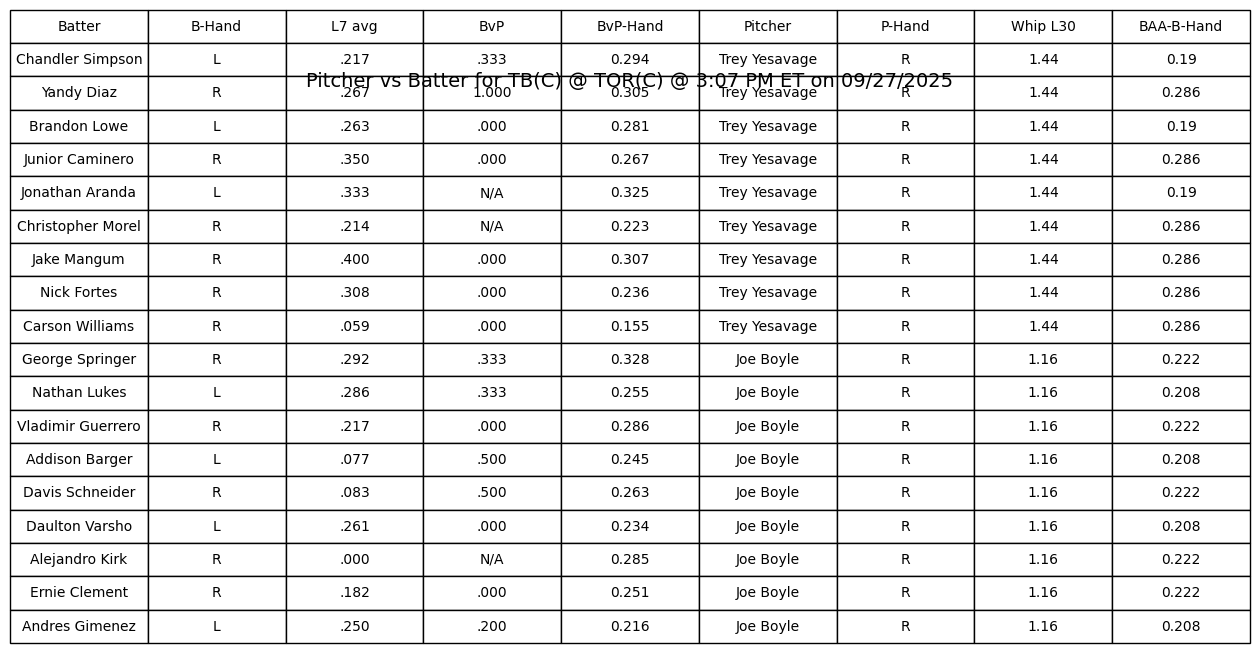 Batter B-Hand L7 avg BvP BvP-Hand Pitcher P-Hand Whip L30 BAA-B-Hand
Chandler Simpson L .217 .333 0.294 Trey Yesavage R 1.44 0.19
Pitcher vs Batter for TB(C) @ TOR(C) @ 3:07 PM ET on 09/27/2025
Yandy Diaz R .267 1.000 0.305 Trey Yesavage R 1.44 0.286
Brandon Lowe L .263 .000 0.281 Trey Yesavage R 1.44 0.19
Junior Caminero R .350 .000 0.267 Trey Yesavage R 1.44 0.286
Jonathan Aranda L .333 N/A 0.325 Trey Yesavage R 1.44 0.19
Christopher Morel R .214 N/A 0.223 Trey Yesavage R 1.44 0.286
Jake Mangum R .400 .000 0.307 Trey Yesavage R 1.44 0.286
Nick Fortes R .308 .000 0.236 Trey Yesavage R 1.44 0.286
Carson Williams R .059 .000 0.155 Trey Yesavage R 1.44 0.286
George Springer R .292 .333 0.328 Joe Boyle R 1.16 0.222
Nathan Lukes L .286 .333 0.255 Joe Boyle R 1.16 0.208
Vladimir Guerrero R .217 .000 0.286 Joe Boyle R 1.16 0.222
Addison Barger L .077 .500 0.245 Joe Boyle R 1.16 0.208
Davis Schneider R .083 .500 0.263 Joe Boyle R 1.16 0.222
Daulton Varsho L .261 .000 0.234 Joe Boyle R 1.16 0.208
Alejandro Kirk R .000 N/A 0.285 Joe Boyle R 1.16 0.222
Ernie Clement R .182 .000 0.251 Joe Boyle R 1.16 0.222
Andres Gimenez L .250 .200 0.216 Joe Boyle R 1.16 0.208